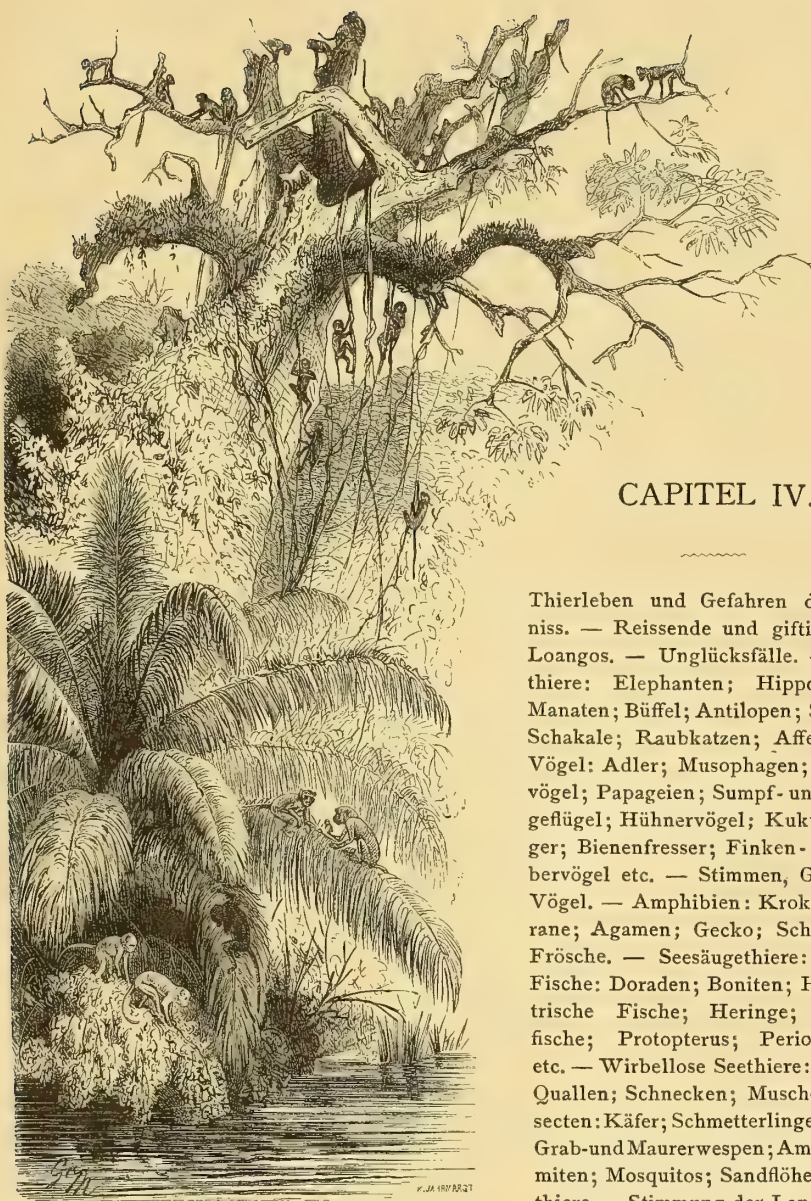 CAPITEL IV.
Thierleben und Gefahren d
niss. — Reissende und gifti
Loangos. — Unglücksfälle. -
thiere: Elephanten; Hippo
Manaten; Büffel; Antilopen; S
Schakale; Raubkatzen; Affe
Vögel: Adler; Musophagen;
vögel; Papageien; Sumpf- un
geflügel; Hühnervögel; Kuk
ger; Bienenfresser; Finken-
bervögel etc. — Stimmen, G
Vögel. — Amphibien: Krok
rane; Agamen; Gecko; Sch
Frösche. — Seesäugethiere:
Fische: Doraden; Boniten; H
trische Fische; Heringe;
fische; Protopterus; Perio
etc. — Wirbellose Seethiere:
Quallen; Schnecken; Musch
secten: Käfer; Schmetterlinge
Grab- und Maurerwespen; Am
miten; Mosquitos; Sandflöhe